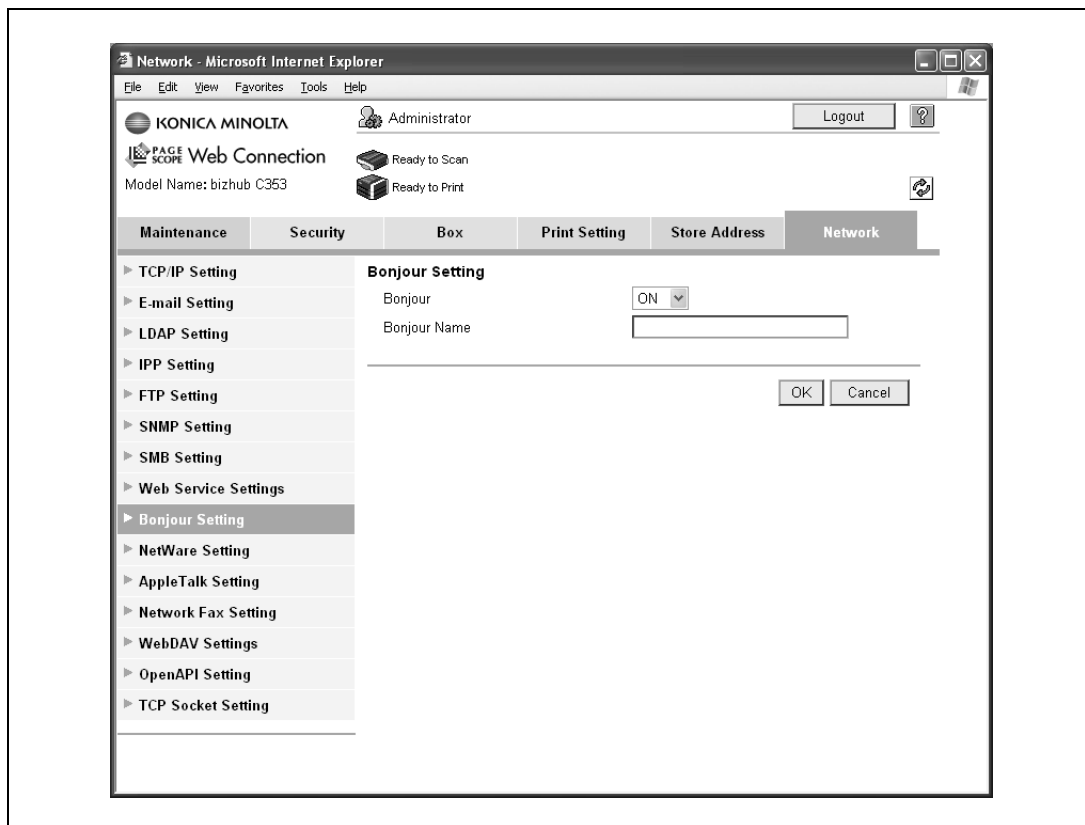 Network - Microsoft Internet Explorer
File Edit View Favorites Tools Help
KONICA MINOLTA
Administrator
Logout
?
PAGE SCOPE Web Connection
Ready to Scan
Model Name: bizhub C353
Ready to Print
Maintenance Security Box Print Setting Store Address Network
TCP/IP Setting
E-mail Setting
LDAP Setting
IPP Setting
FTP Setting
SNMP Setting
SMB Setting
Web Service Settings
Bonjour Setting
NetWare Setting
AppleTalk Setting
Network Fax Setting
WebDAV Settings
OpenAPI Setting
TCP Socket Setting
Bonjour Setting
Bonjour ON
Bonjour Name
OK Cancel